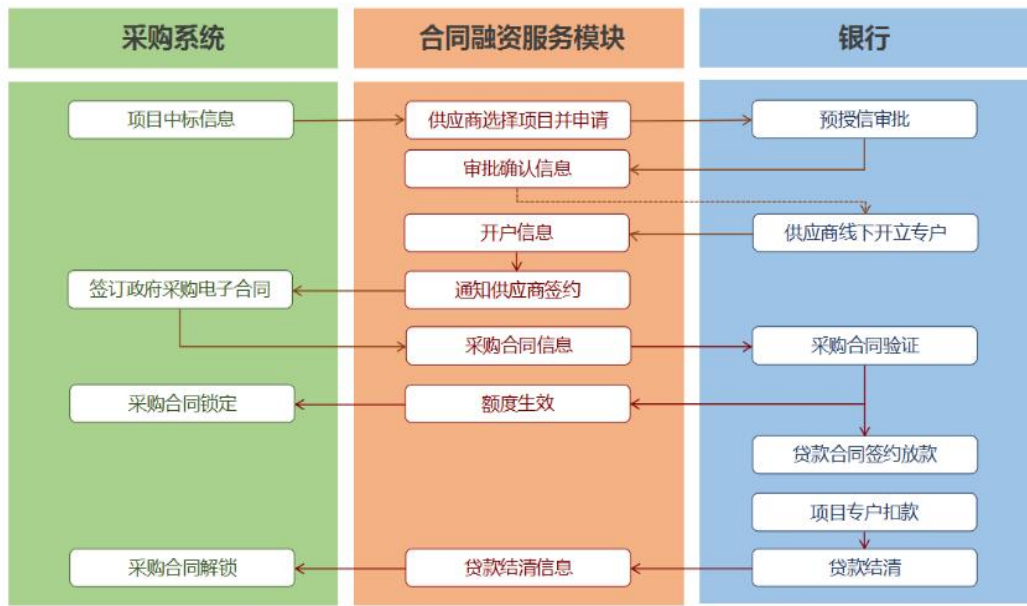 采购系统
合同融资服务模块
银行
项目中标信息
供应商选择项目并申请
预授信审批
审批确认信息
开户信息
供应商线下开立专户
签订政府采购电子合同
通知供应商签约
采购合同信息
采购合同验证
采购合同锁定
额度生效
贷款合同签约放款
项目专户扣款
采购合同解锁
贷款结清信息
贷款结清